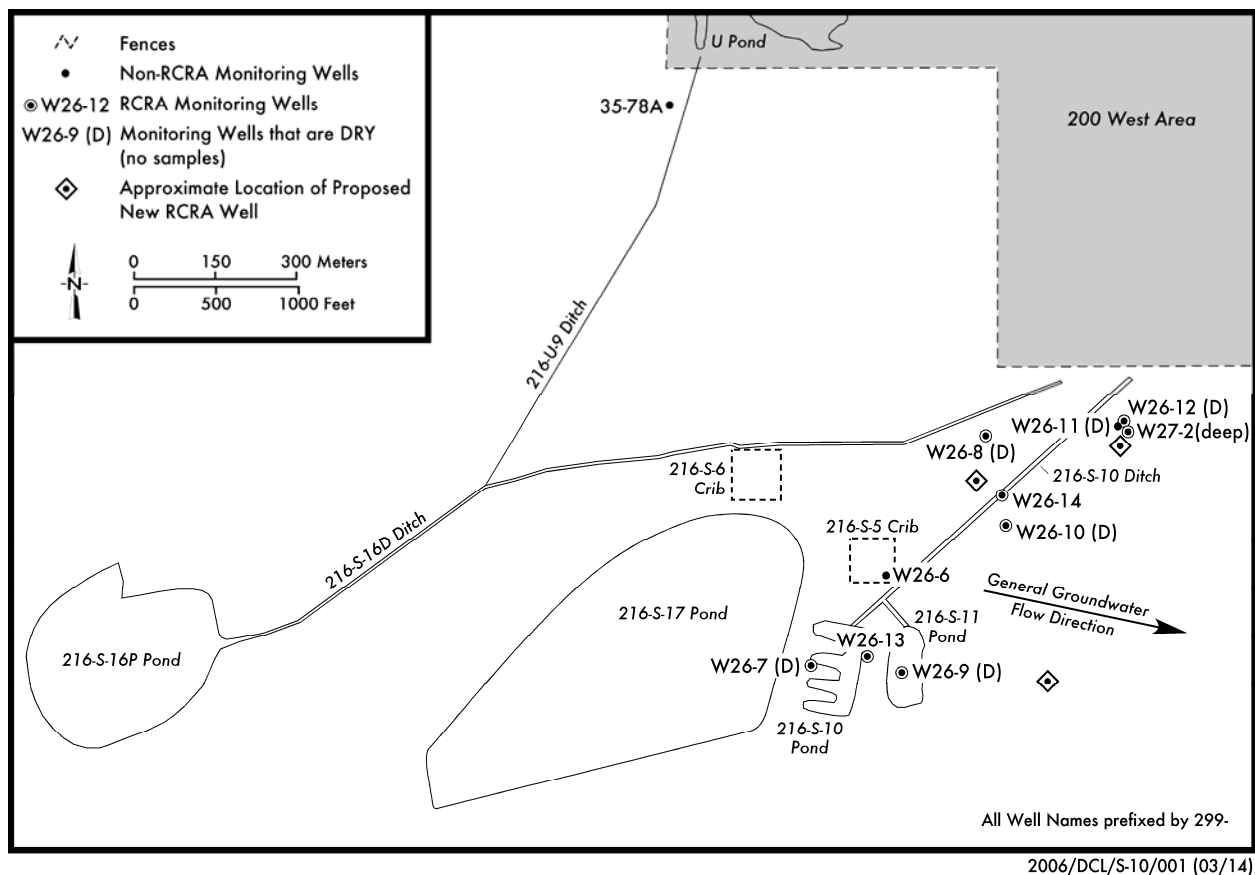 Fences
Non-RCRA Monitoring Wells
W26-12 RCRA Monitoring Wells
W26-9 (D) Monitoring Wells that are DRY
(no samples)
Approximate Location of Proposed
New RCRA Well
-N-
0 150 300 Meters
0 500 1000 Feet
U Pond
35-78A
200 West Area
216-U-9 Ditch
W26-12 (D)
W26-11 (D)
W27-2(deep)
W26-8 (D)
216-S-6
Crib
216-S-10 Ditch
W26-14
216-S-5 Crib
W26-10 (D)
216-S-16D Ditch
W26-6
General Groundwater
Flow Direction
216-S-17 Pond
216-S-11
Pond
W26-13
216-S-16P Pond
W26-7 (D)
W26-9 (D)
216-S-10
Pond
All Well Names prefixed by 299-
2006/DCL/S-10/001 (03/14)